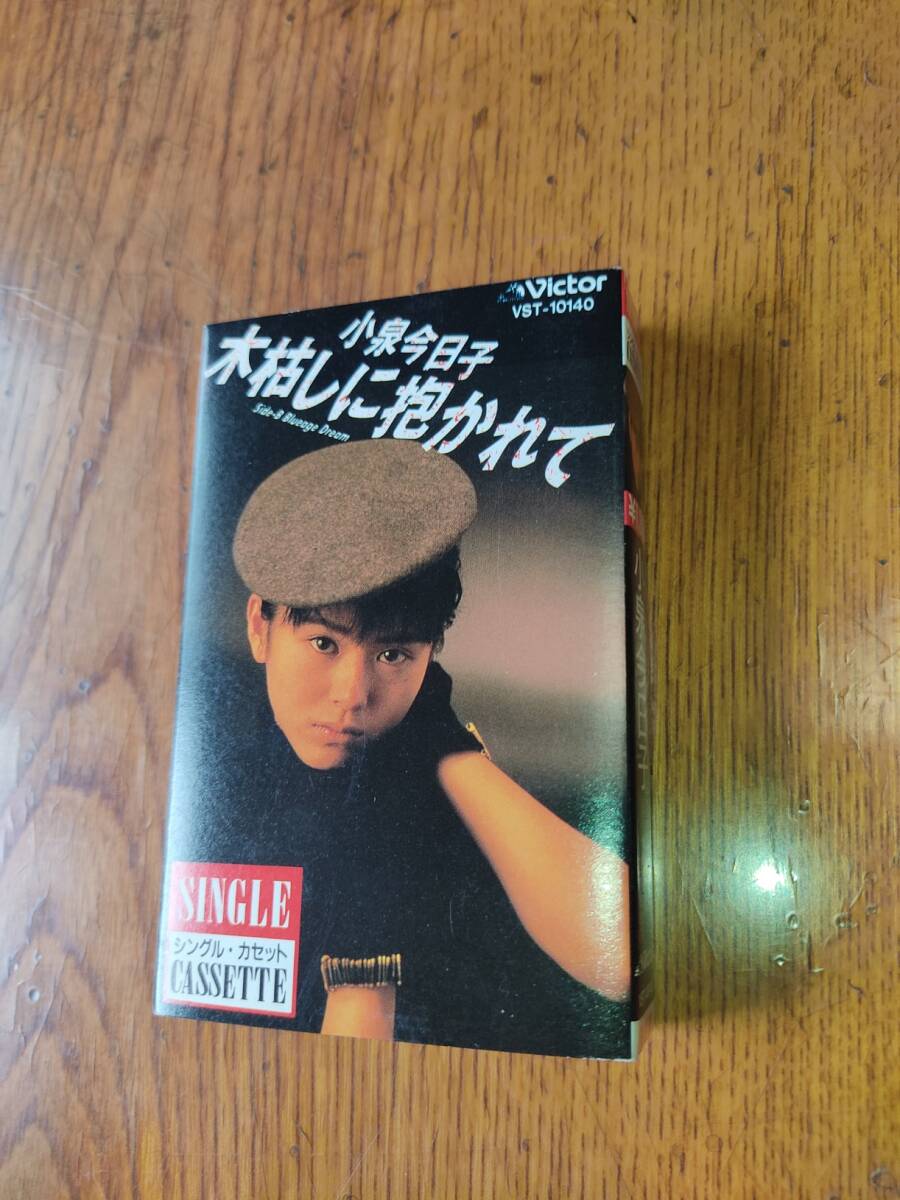 Victor
VST-10140
小泉今日子
木枯しに抱かれて
Side-B Blueage Dream
SINGLE
シングル・カセット
CASSETTE